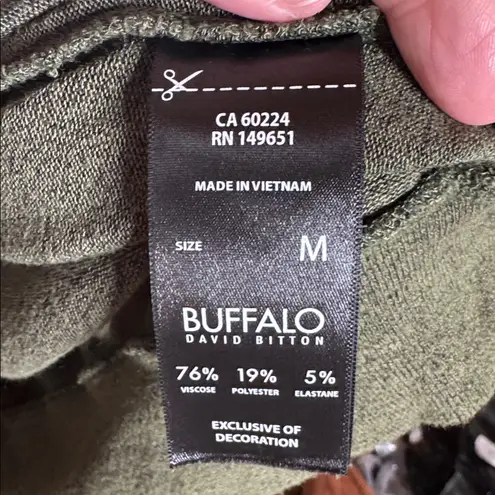 CA 60224
RN 149651
MADE IN VIETNAM
SIZE M
BUFFALO
DAVID BITTON
76% 19% 5%
VISCOSE POLYESTER ELASTANE
EXCLUSIVE OF
DECORATION